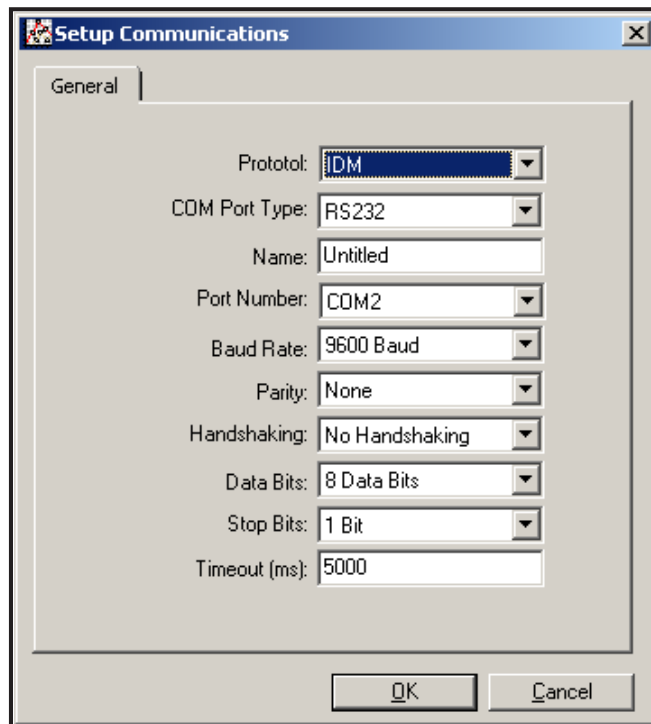 Setup Communications
General
Prototol: IDM
COM Port Type: RS232
Name: Untitled
Port Number: COM2
Baud Rate: 9600 Baud
Parity: None
Handshaking: No Handshaking
Data Bits: 8 Data Bits
Stop Bits: 1 Bit
Timeout (ms): 5000
OK Cancel